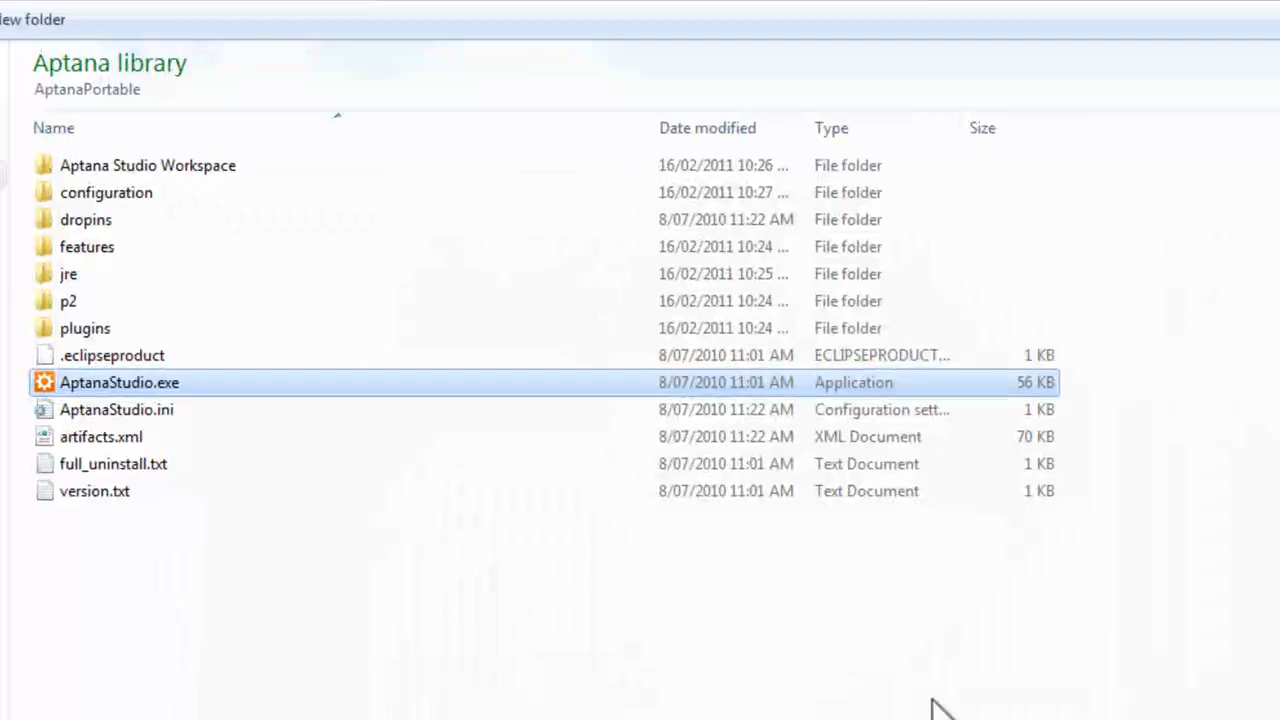 ew folder
Aptana library
AptanaPortable
Name Date modified Type Size
Aptana Studio Workspace 16/02/2011 10:26 ... File folder
configuration 16/02/2011 10:27 ... File folder
dropins 8/07/2010 11:22 AM File folder
features 16/02/2011 10:24 ... File folder
jre 16/02/2011 10:25 ... File folder
p2 16/02/2011 10:24 ... File folder
plugins 16/02/2011 10:24 ... File folder
.eclipseproduct 8/07/2010 11:01 AM ECLIPSEPRODUCT... 1 KB
AptanaStudio.exe 8/07/2010 11:01 AM Application 56 KB
AptanaStudio.ini 8/07/2010 11:22 AM Configuration sett... 1 KB
artifacts.xml 8/07/2010 11:22 AM XML Document 70 KB
full_uninstall.txt 8/07/2010 11:01 AM Text Document 1 KB
version.txt 8/07/2010 11:01 AM Text Document 1 KB